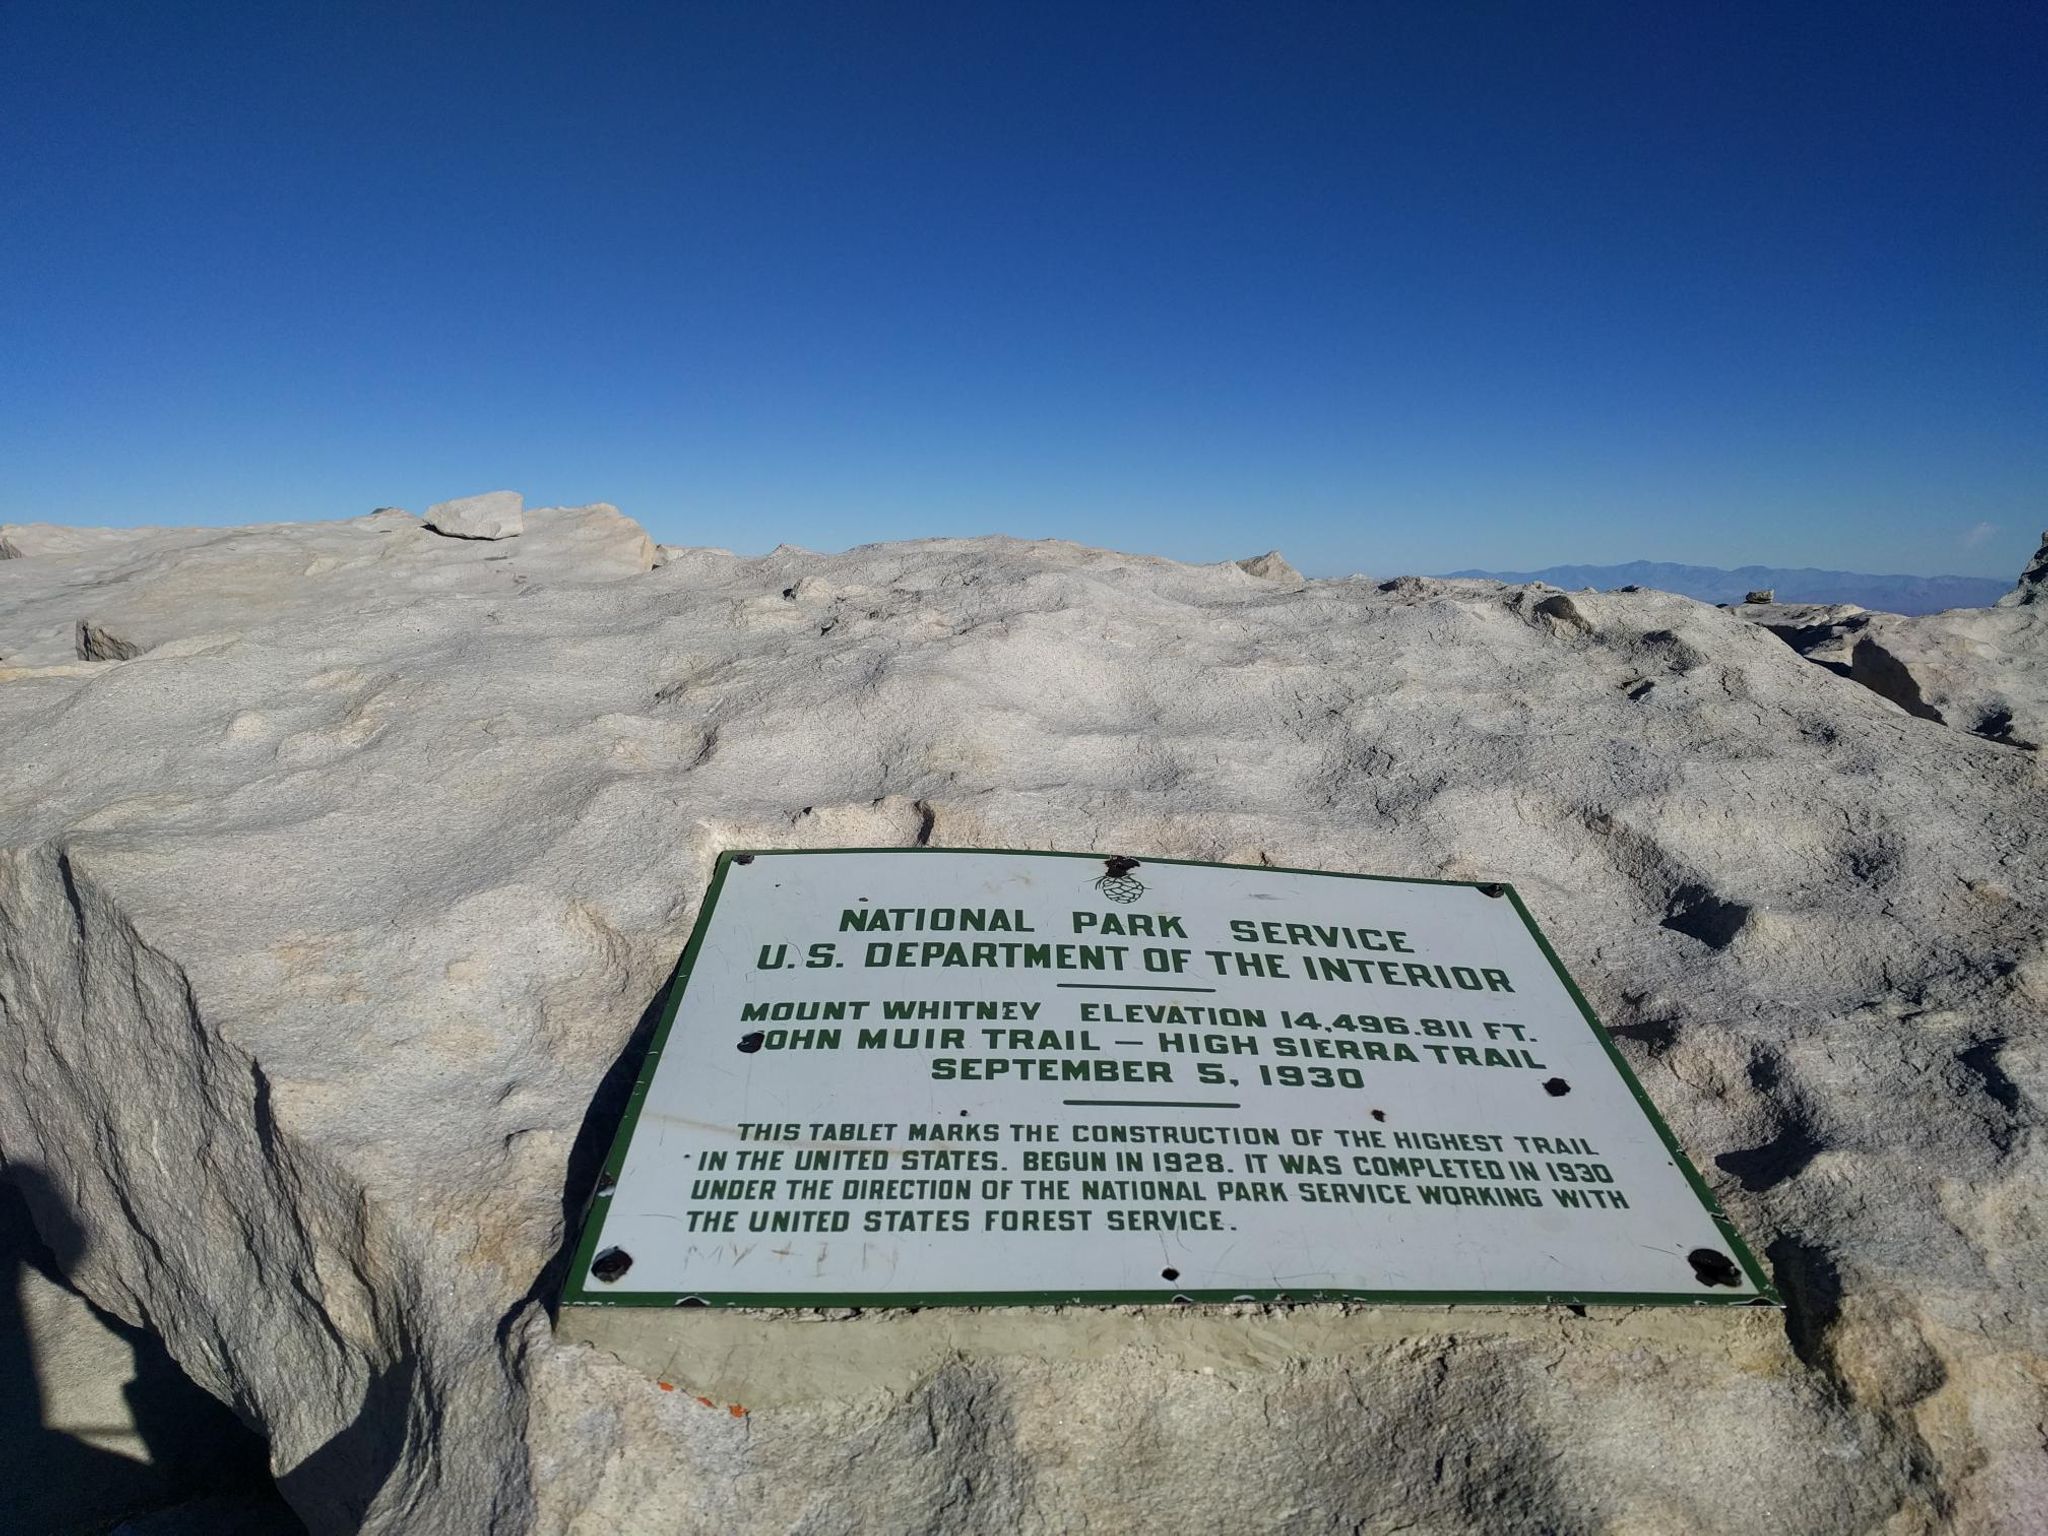 NATIONAL PARK SERVICE
U.S. DEPARTMENT OF THE INTERIOR
MOUNT WHITNEY ELEVATION 14,496.811 FT.
JOHN MUIR TRAIL — HIGH SIERRA TRAIL
SEPTEMBER 5, 1930
THIS TABLET MARKS THE CONSTRUCTION OF THE HIGHEST TRAIL
IN THE UNITED STATES. BEGUN IN 1928. IT WAS COMPLETED IN 1930
UNDER THE DIRECTION OF THE NATIONAL PARK SERVICE WORKING WITH
THE UNITED STATES FOREST SERVICE.